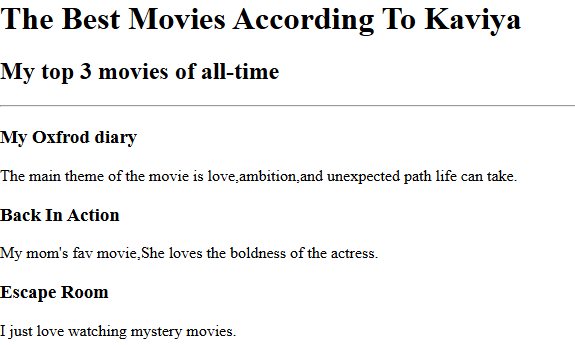 The Best Movies According To Kaviya
My top 3 movies of all-time
My Oxfrod diary
The main theme of the movie is love,ambition,and unexpected path life can take.
Back In Action
My mom's fav movie,She loves the boldness of the actress.
Escape Room
I just love watching mystery movies.